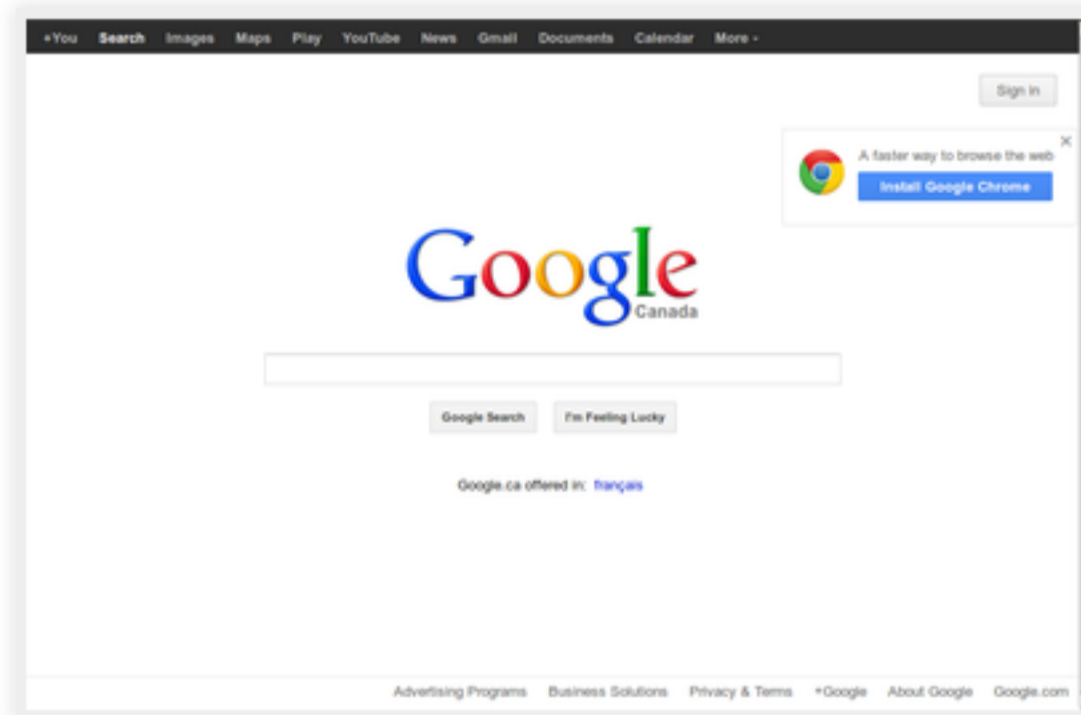 +You Search Images Maps Play YouTube News Gmail Documents Calendar More
Sign in
A faster way to browse the web
Install Google Chrome
Google
Canada
Google Search I'm Feeling Lucky
Google.ca offered in: français
Advertising Programs Business Solutions Privacy & Terms +Google About Google Google.com